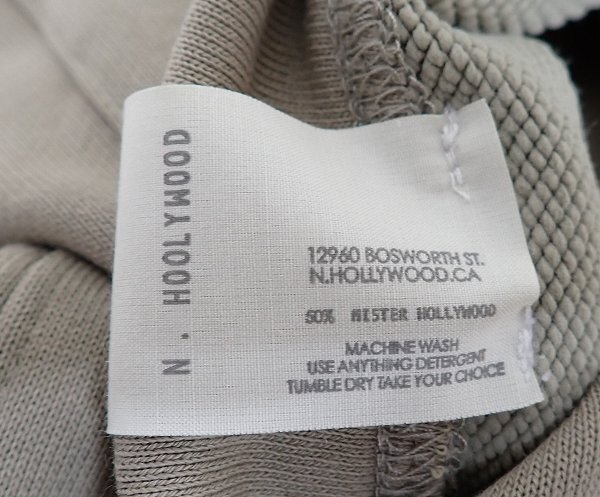 N. HOOLYWOOD
12960 BOSWORTH ST.
N.HOLLYWOOD.CA
50% MISTER HOLLYWOOD
MACHINE WASH
USE ANYTHING DETERGENT
TUMBLE DRY TAKE YOUR CHOICE